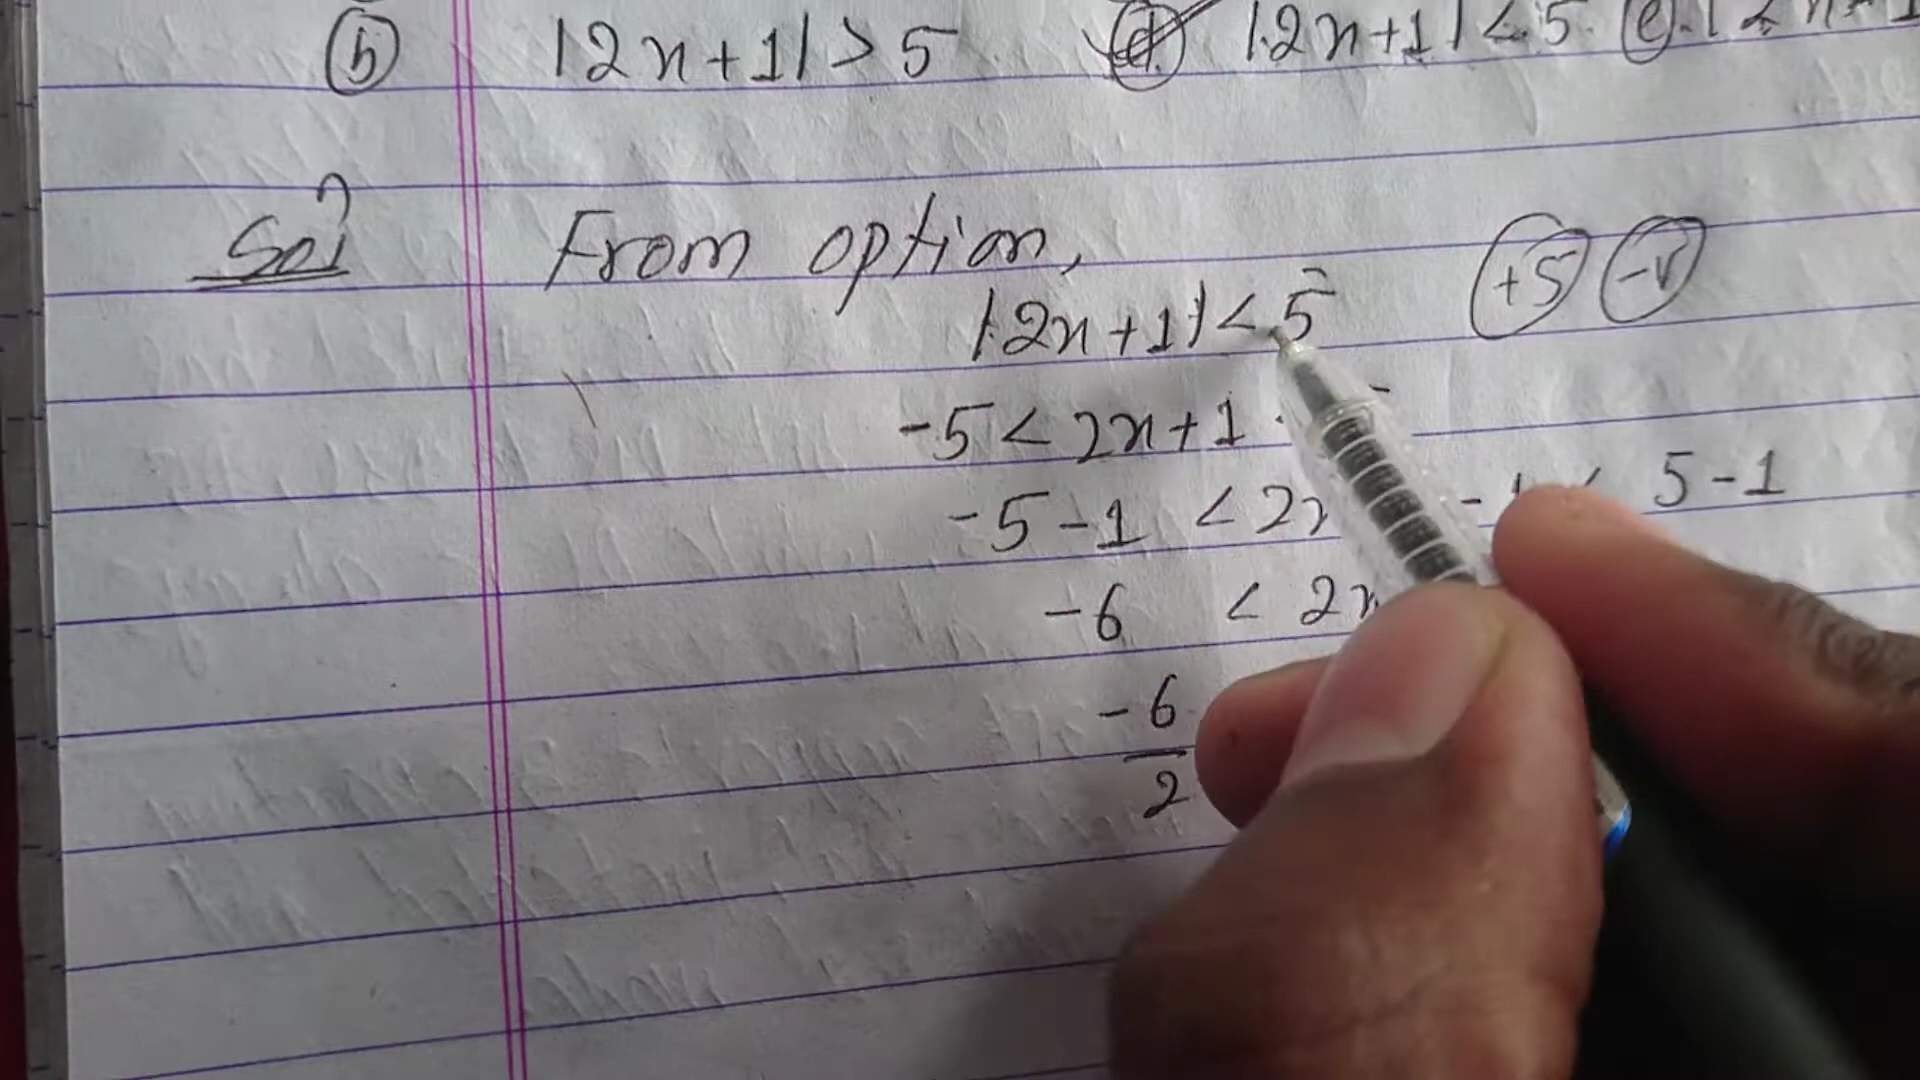 (b) |2x+1| > 5 (d) |2x+1| < 5 (e)
Sol? From option,
|2x+1| < 5 +5
-5 < 2x+1
-5-1 < 2x -1 < 5-1
-6 < 2x
-6
2